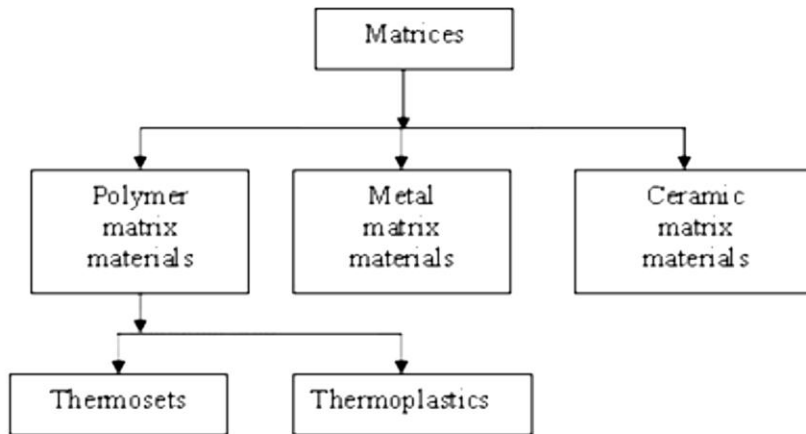 Matrices
Polymer
matrix
materials
Metal
matrix
materials
Ceramic
matrix
materials
Thermosets
Thermoplastics